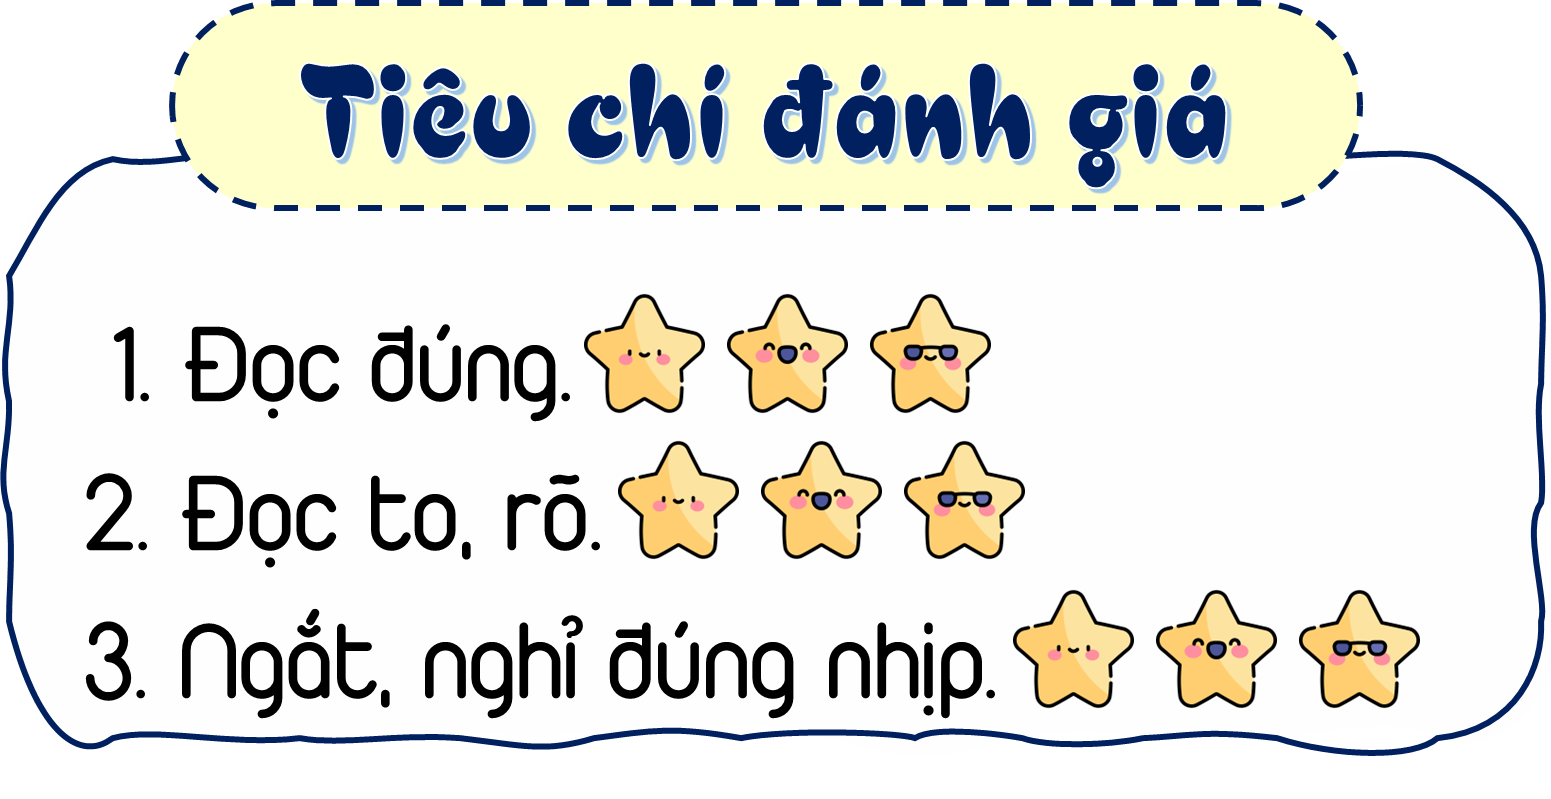 Tiêu chí đánh giá
1. Đọc đúng.
2. Đọc to, rõ.
3. Ngắt, nghỉ đúng nhịp.